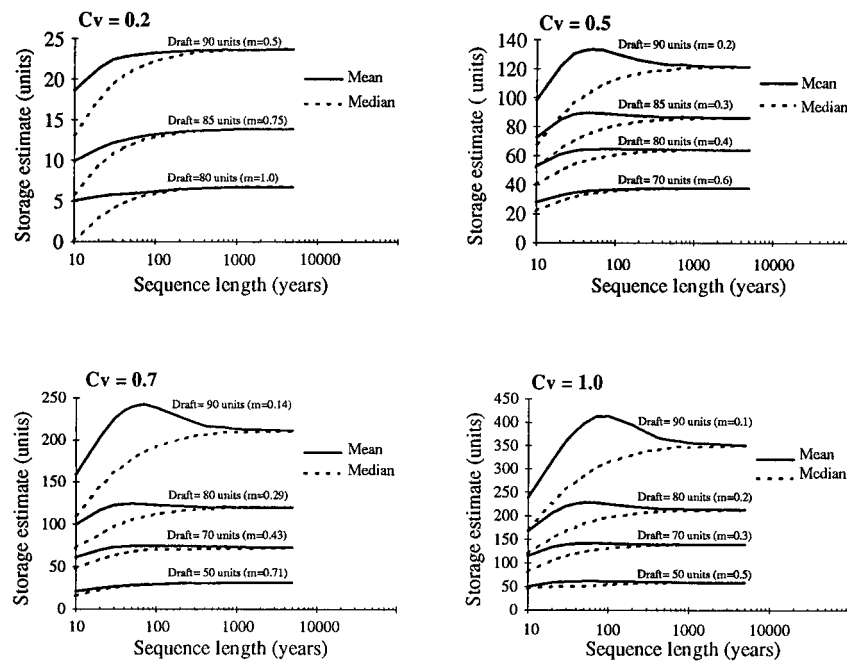 Cv = 0.2
Storage estimate (units)
25
20
15
10
5
0
Draft= 90 units (m=0.5)
Draft= 85 units (m=0.75)
Draft=80 units (m=1.0)
Mean
Median
10 100 1000 10000
Sequence length (years)
Cv = 0.5
Storage estimate ( units)
140
120
100
80
60
40
20
0
Draft= 90 units (m= 0.2)
Draft= 85 units (m=0.3)
Draft= 80 units (m=0.4)
Draft= 70 units (m=0.6)
Mean
Median
10 100 1000 10000
Sequence length (years)
Cv = 0.7
Storage estimate (units)
250
200
150
100
50
0
Draft= 90 units (m=0.14)
Draft= 80 units (m=0.29)
Draft= 70 units (m=0.43)
Draft= 50 units (m=0.71)
Mean
Median
10 100 1000 10000
Sequence length (years)
Cv = 1.0
Storage estimate (units)
450
400
350
300
250
200
150
100
50
0
Draft= 90 units (m=0.1)
Draft= 80 units (m=0.2)
Draft= 70 units (m=0.3)
Draft= 50 units (m=0.5)
Mean
Median
10 100 1000 10000
Sequence length (years)